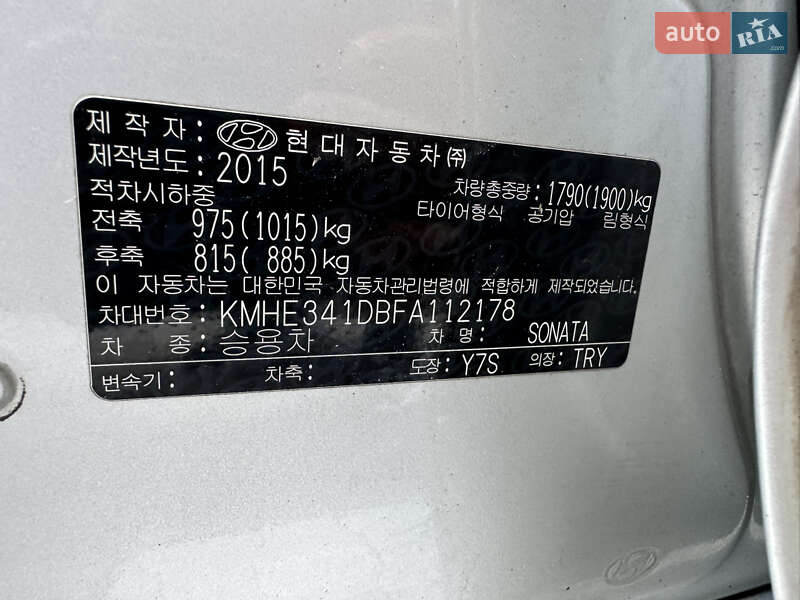 auto RIA.com
제 작 자 : 현대자동차㈜
제작년도: 2015
적차시하중 차량총중량: 1790(1900)kg
전축 975(1015)kg 타이어형식 공기압 림형식
후축 815( 885)kg
이 자동차는 대한민국 자동차관리법령에 적합하게 제작되었습니다.
차대번호: KMHE341DBFA112178
차 종: 승용차 차 명: SONATA
변속기: 차축: 도장: Y7S 의장: TRY